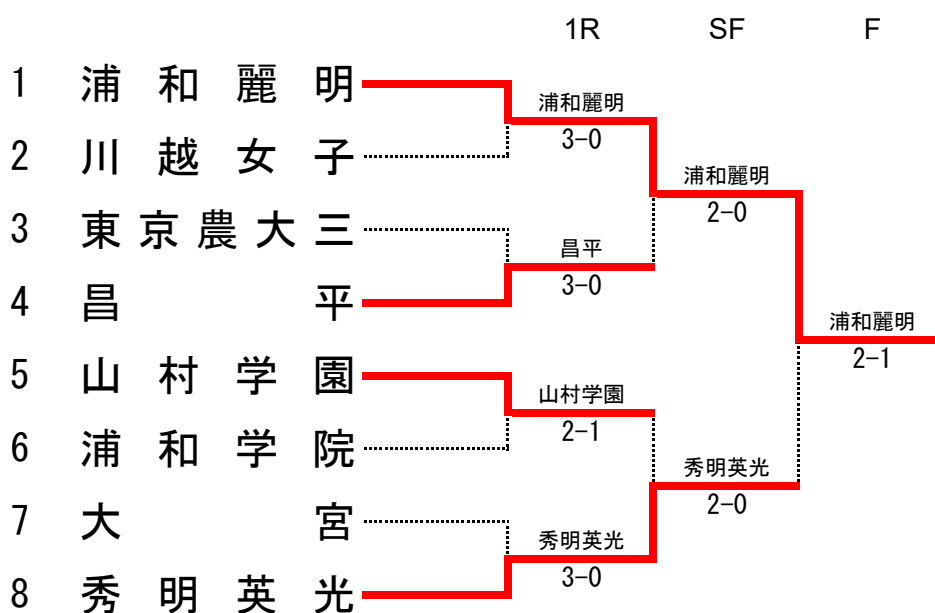 1R SF F
1 浦和麗明
浦和麗明
3-0
2 川越女子
浦和麗明
2-0
3 東京農大三
昌平
3-0
4 昌平
浦和麗明
2-1
5 山村学園
山村学園
2-1
6 浦和学院
秀明英光
2-0
7 大宮
秀明英光
3-0
8 秀明英光